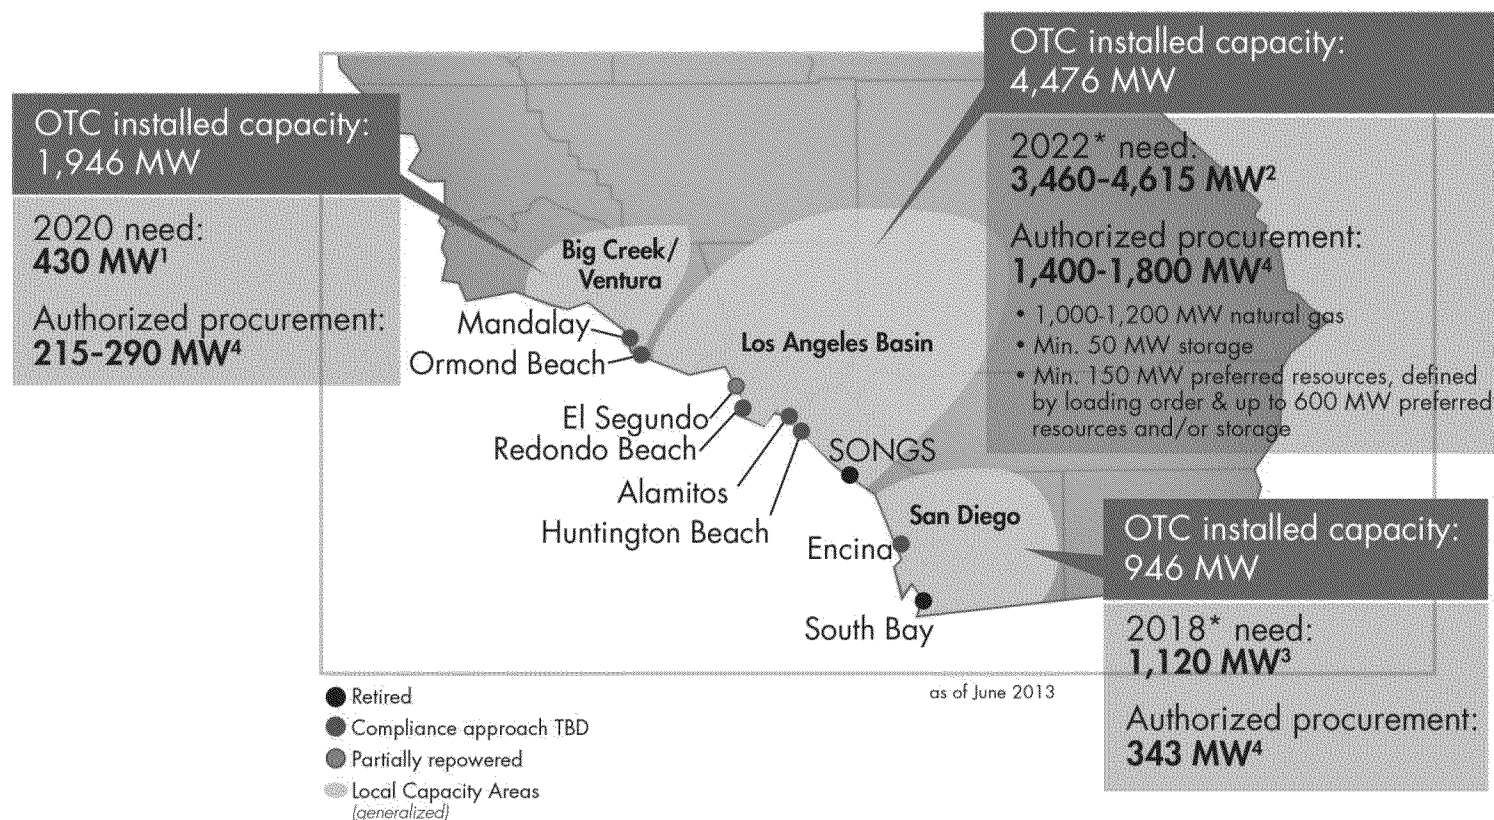 OTC installed capacity:
1,946 MW
2020 need:
430 MW¹
Authorized procurement:
215-290 MW⁴
OTC installed capacity:
4,476 MW
2022* need:
3,460-4,615 MW²
Authorized procurement:
1,400-1,800 MW⁴
• 1,000-1,200 MW natural gas
• Min. 50 MW storage
• Min. 150 MW preferred resources, defined
by loading order & up to 600 MW preferred
resources and/or storage
Big Creek/
Ventura
Mandalay
Ormond Beach
Los Angeles Basin
El Segundo
Redondo Beach
Alamitos
Huntington Beach
SONGS
San Diego
Encina
South Bay
OTC installed capacity:
946 MW
2018* need:
1,120 MW³
Authorized procurement:
343 MW⁴
as of June 2013
Retired
Compliance approach TBD
Partially repowered
Local Capacity Areas
(generalized)